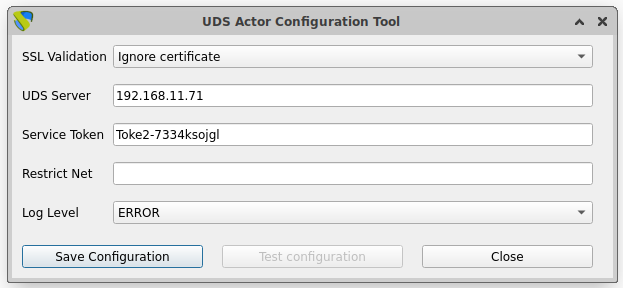 UDS Actor Configuration Tool
SSL Validation Ignore certificate
UDS Server 192.168.11.71
Service Token Toke2-7334ksojgl
Restrict Net
Log Level ERROR
Save Configuration Test configuration Close